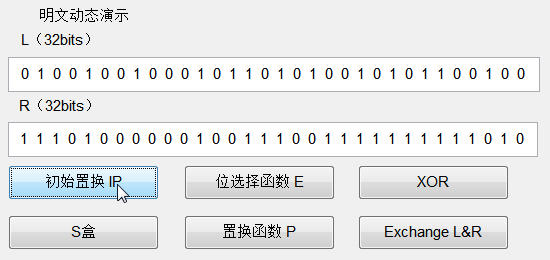 明文动态演示
L（32bits）
0 1 0 0 1 0 0 1 0 0 0 1 0 1 1 0 1 0 1 0 0 1 0 1 0 1 1 0 0 1 0 0
R（32bits）
1 1 1 0 1 0 0 0 0 0 0 1 0 0 1 1 1 0 0 1 1 1 1 1 1 1 1 1 1 0 1 0
初始置换 IP 位选择函数 E XOR
S盒 置换函数 P Exchange L&R